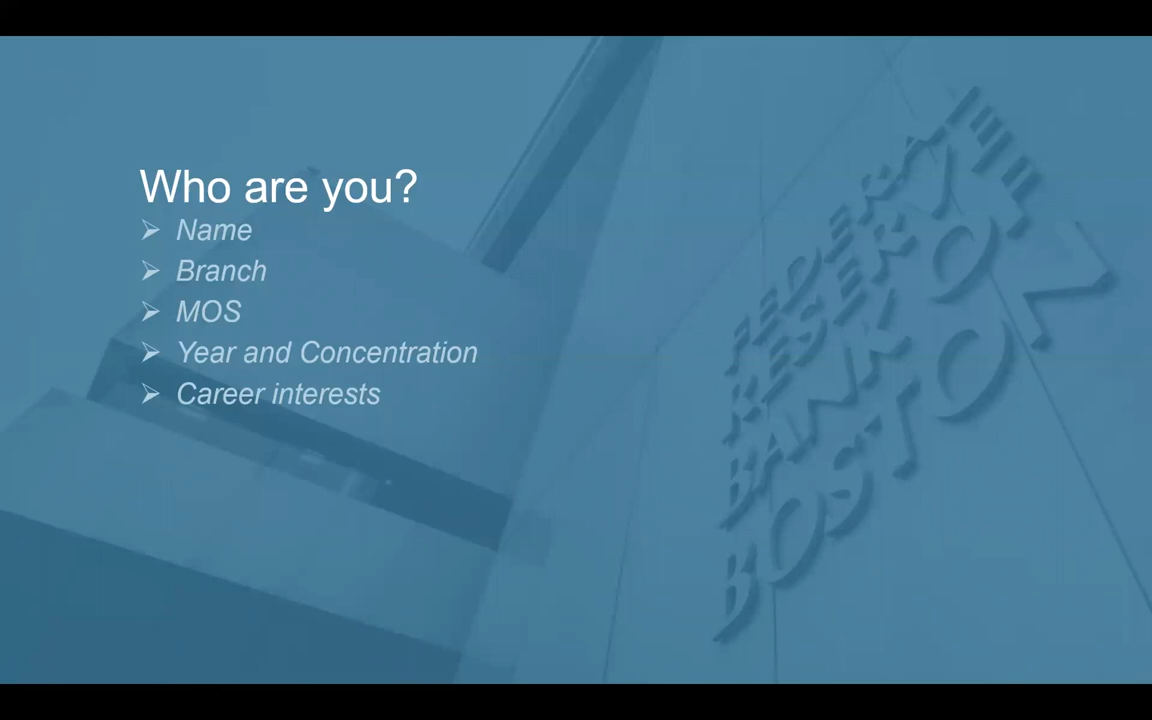 Who are you?
Name
Branch
MOS
Year and Concentration
Career interests
FEDERAL
RESERVE
BANK OF
BOSTON